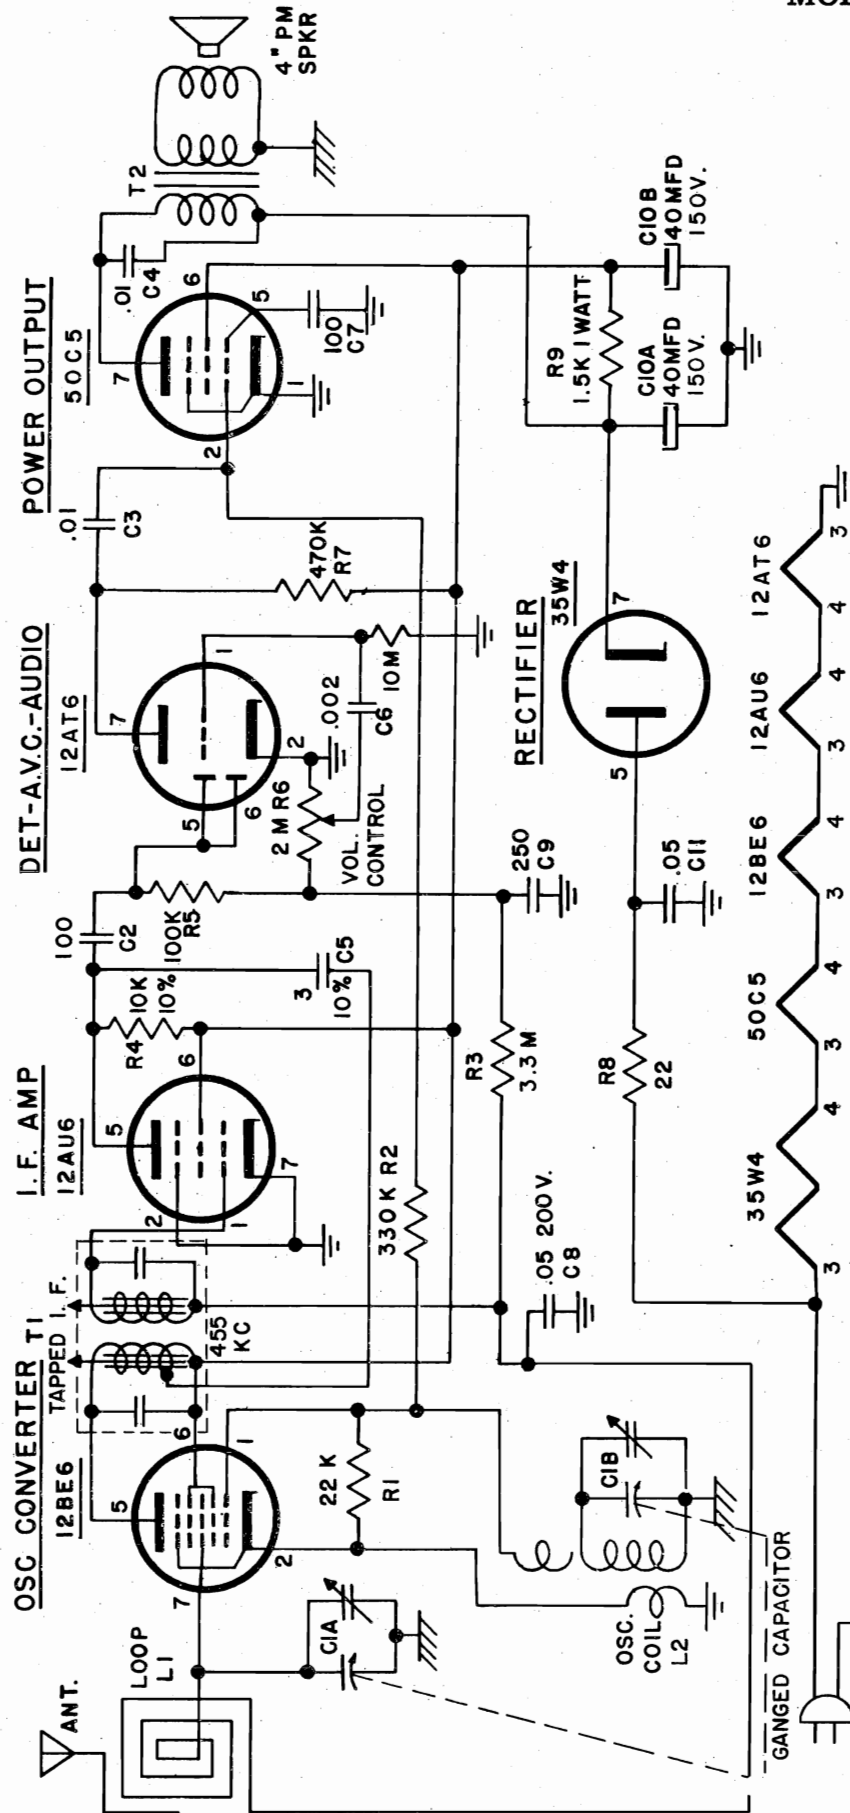 MO
OSC CONVERTER
12BE6
T1
TAPPED I.F.
455
KC
I.F. AMP
12AU6
DET-A.V.C.-AUDIO
12AT6
POWER OUTPUT
50C5
ANT.
LOOP
L1
7
5
6
1
2
C1A
22 K
R1
OSC.
COIL
L2
C1B
GANGED CAPACITOR
2
1
5
6
7
R4
10K
10%
100
C2
3
C5
10%
100K
R5
330K R2
.05 200V.
C8
R3
3.3 M
250
C9
5
6
7
1
2
2 M R6
VOL.
CONTROL
.002
C6
10M
470K
R7
.01
C3
2
7
6
5
1
.01
C4
100
C7
T2
4" PM
SPKR
RECTIFIER
35W4
5
7
R8
22
.05
C11
R9
1.5K 1 WATT
C10A
40MFD
150V.
C10B
40MFD
150V.
35W4
50C5
12BE6
12AU6
12AT6
3
4
3
4
3
4
3
4
4
3